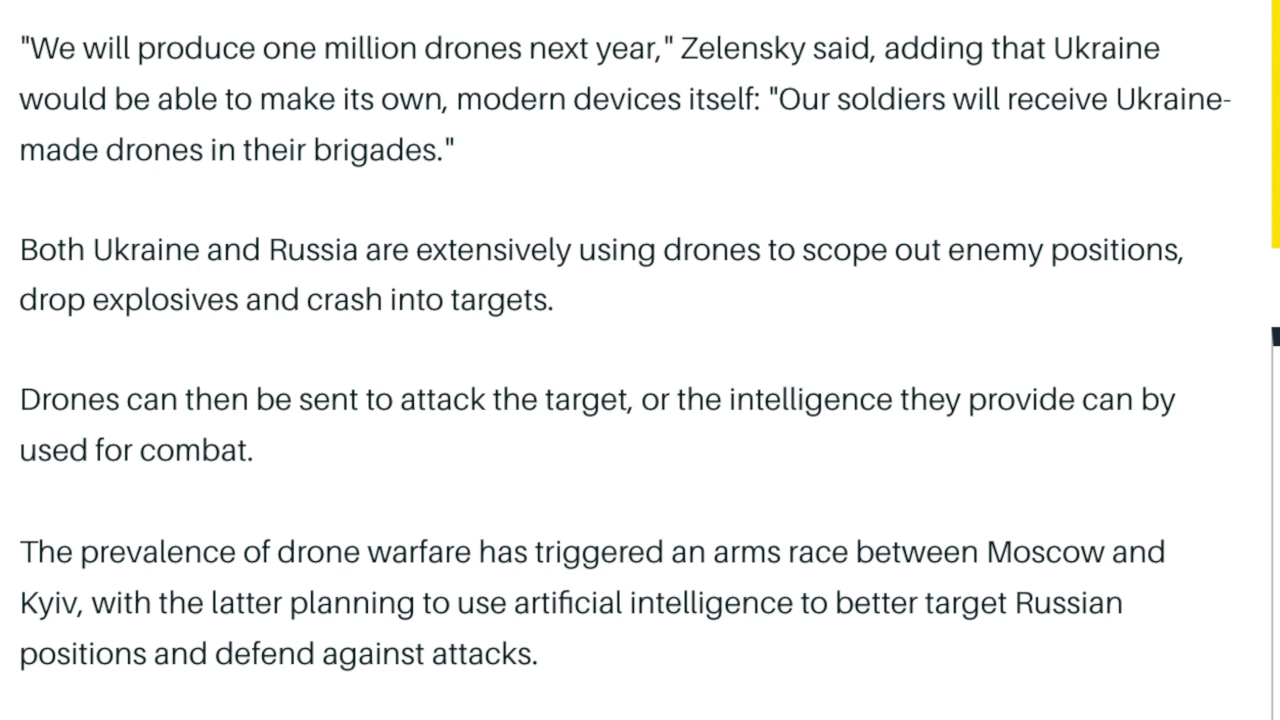 "We will produce one million drones next year," Zelensky said, adding that Ukraine
would be able to make its own, modern devices itself: "Our soldiers will receive Ukraine-
made drones in their brigades."
Both Ukraine and Russia are extensively using drones to scope out enemy positions,
drop explosives and crash into targets.
Drones can then be sent to attack the target, or the intelligence they provide can by
used for combat.
The prevalence of drone warfare has triggered an arms race between Moscow and
Kyiv, with the latter planning to use artificial intelligence to better target Russian
positions and defend against attacks.